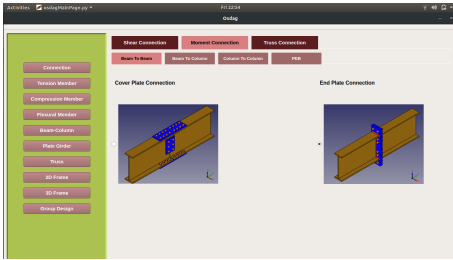 Activities osdagMainPage.py
Fri 12:54
Osdag
Connection
Tension Member
Compression Member
Flexural Member
Beam-Column
Plate Girder
Truss
2D Frame
3D Frame
Group Design
Shear Connection Moment Connection Truss Connection
Beam To Beam Beam To Column Column To Column PEB
Cover Plate Connection End Plate Connection